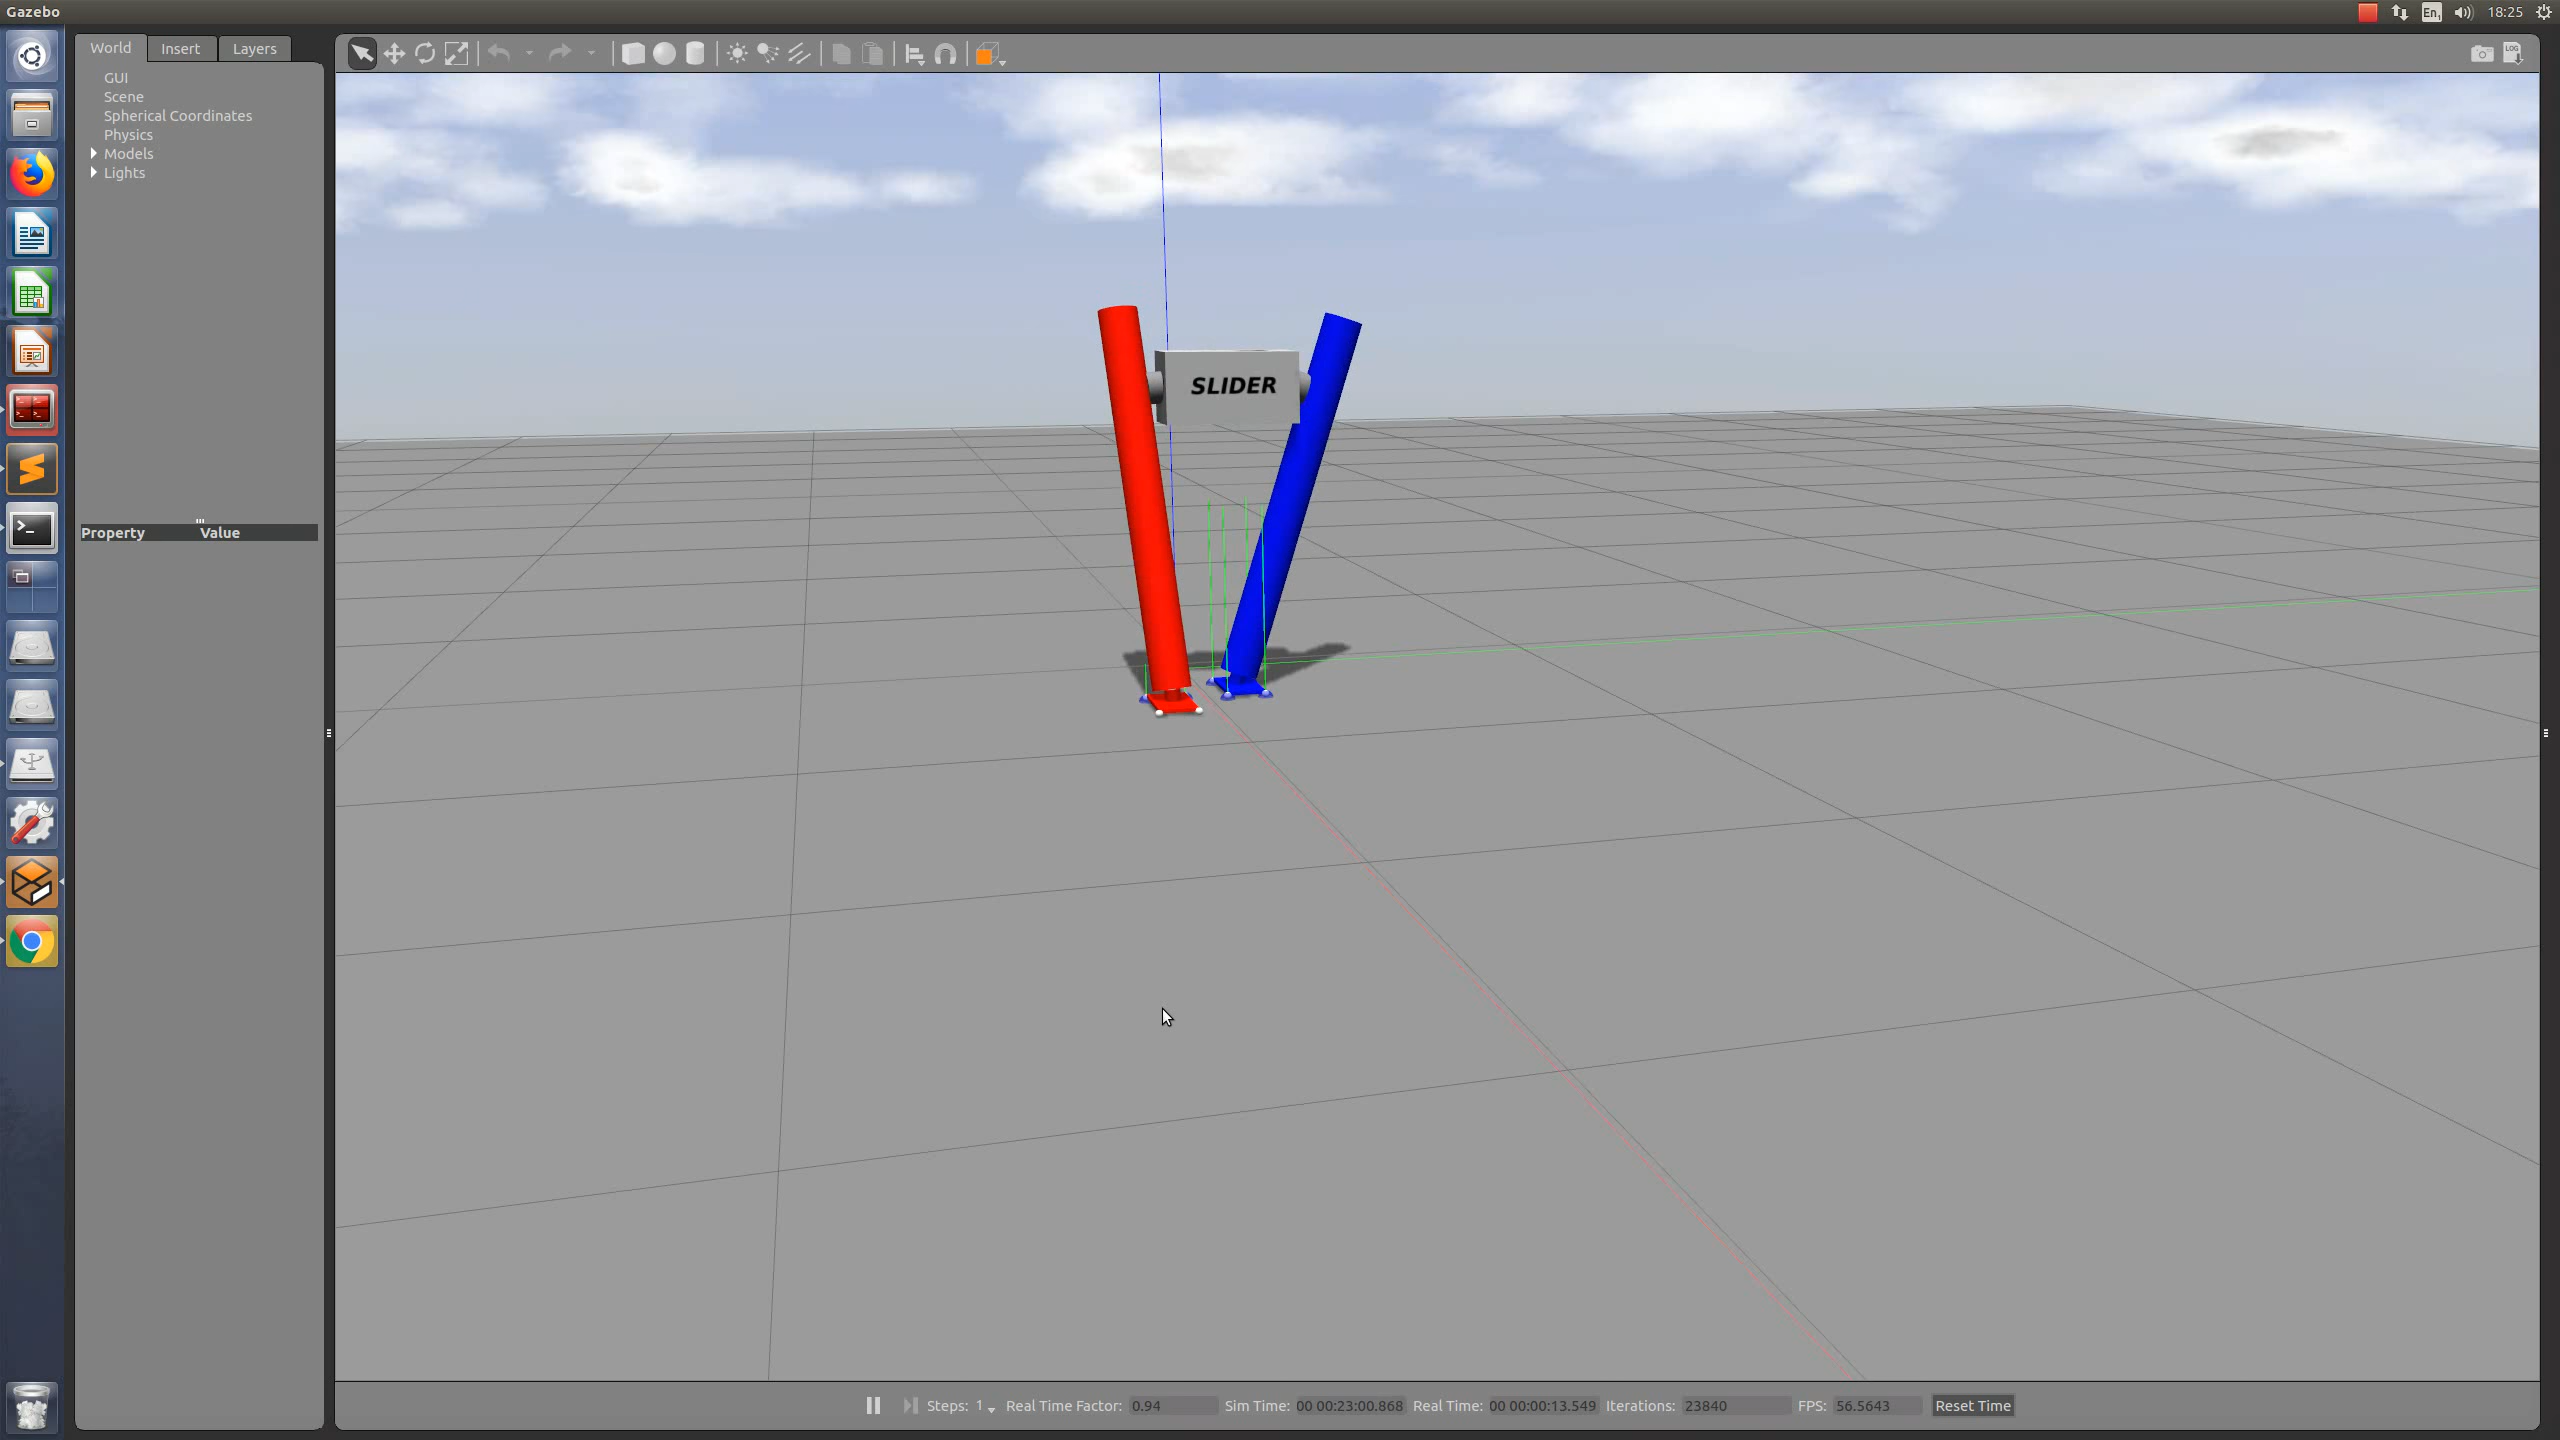 Gazebo
En1
18:25
World
Insert
Layers
LOG
GUI
Scene
Spherical Coordinates
Physics
Models
Lights
Property
Value
SLIDER
Steps: 1
Real Time Factor: 0.94
Sim Time: 00 00:23:00.868
Real Time: 00 00:00:13.549
Iterations: 23840
FPS: 56.5643
Reset Time